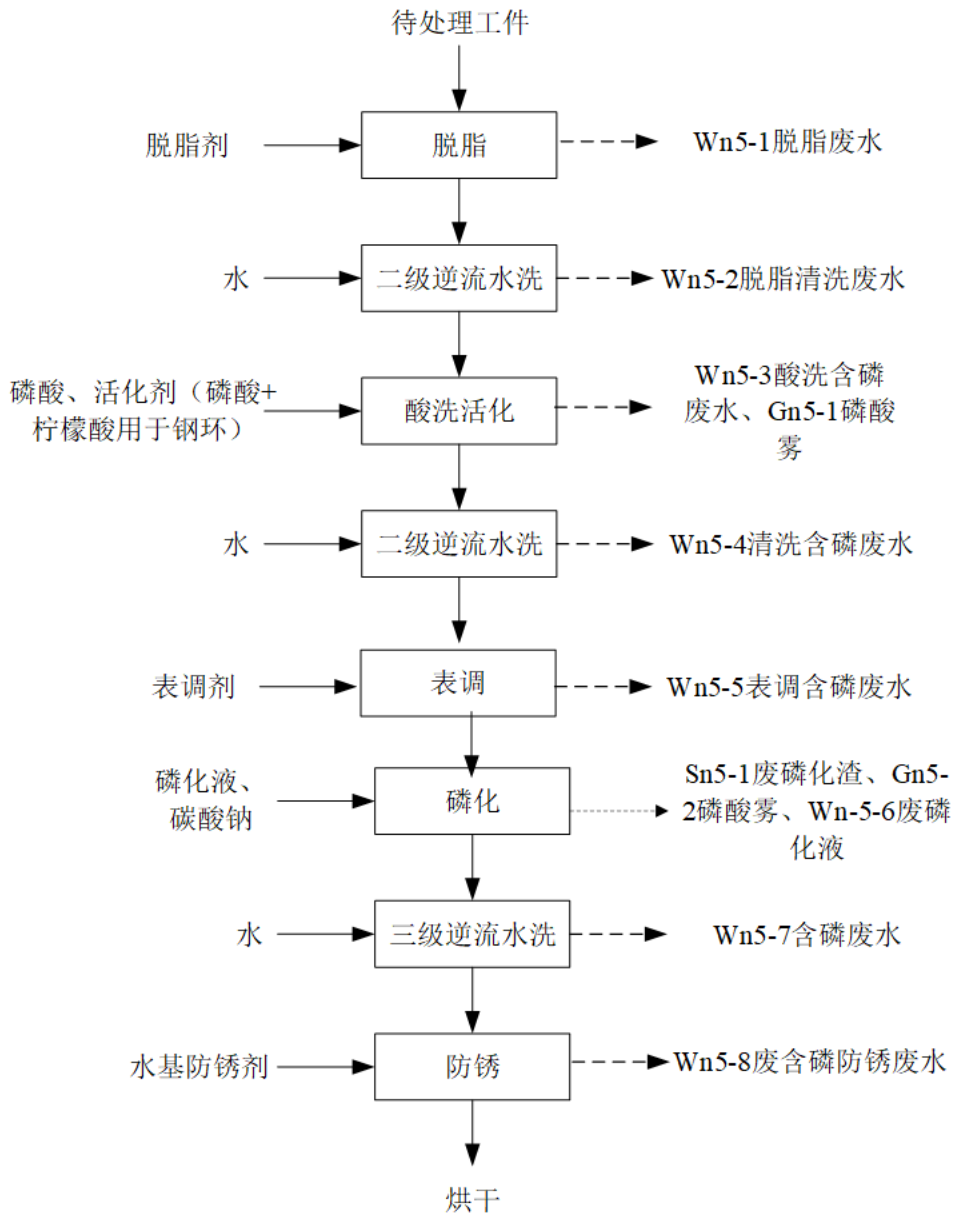 待处理工件
脱脂剂
脱脂
Wn5-1脱脂废水
水
二级逆流水洗
Wn5-2脱脂清洗废水
磷酸、活化剂（磷酸+
柠檬酸用于钢环）
酸洗活化
Wn5-3酸洗含磷
废水、Gn5-1磷酸
雾
水
二级逆流水洗
Wn5-4清洗含磷废水
表调剂
表调
Wn5-5表调含磷废水
磷化液、
碳酸钠
磷化
Sn5-1废磷化渣、Gn5-
2磷酸雾、Wn-5-6废磷
化液
水
三级逆流水洗
Wn5-7含磷废水
水基防锈剂
防锈
Wn5-8废含磷防锈废水
烘干